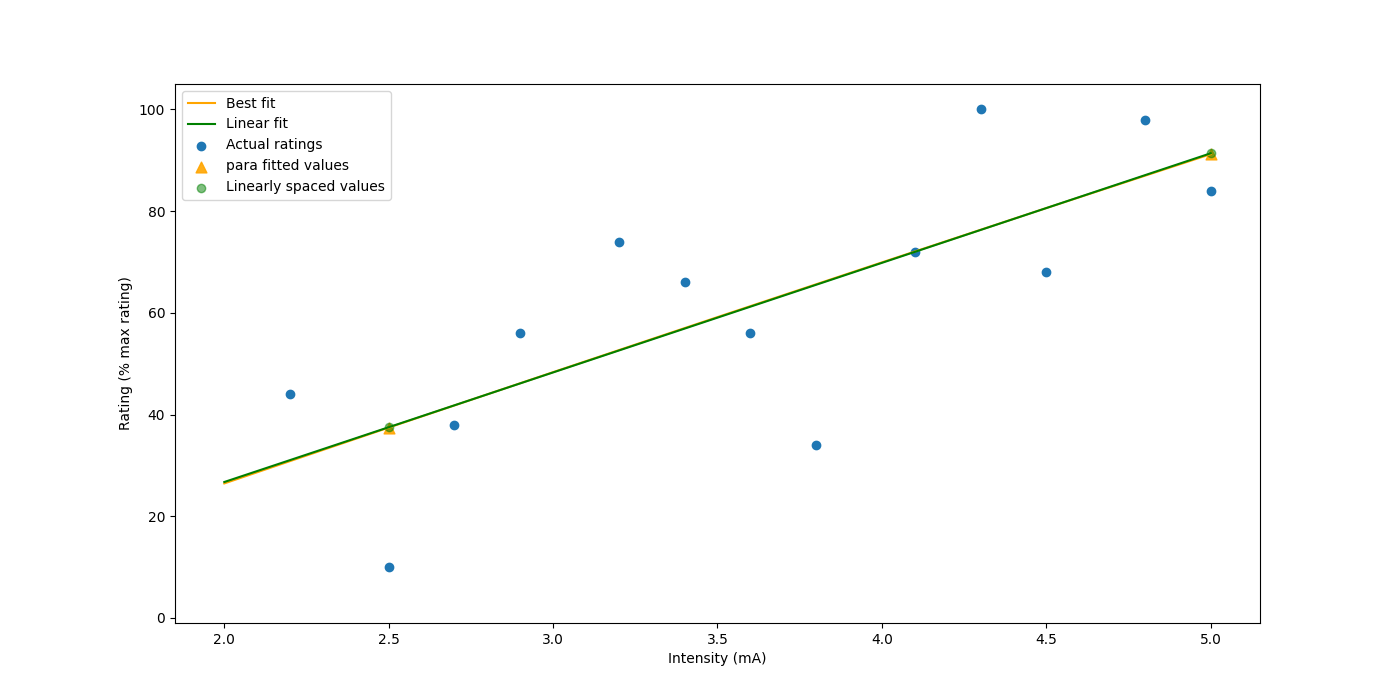 Best fit
Linear fit
Actual ratings
para fitted values
Linearly spaced values
100
80
60
40
20
0
Rating (% max rating)
2.0 2.5 3.0 3.5 4.0 4.5 5.0
Intensity (mA)